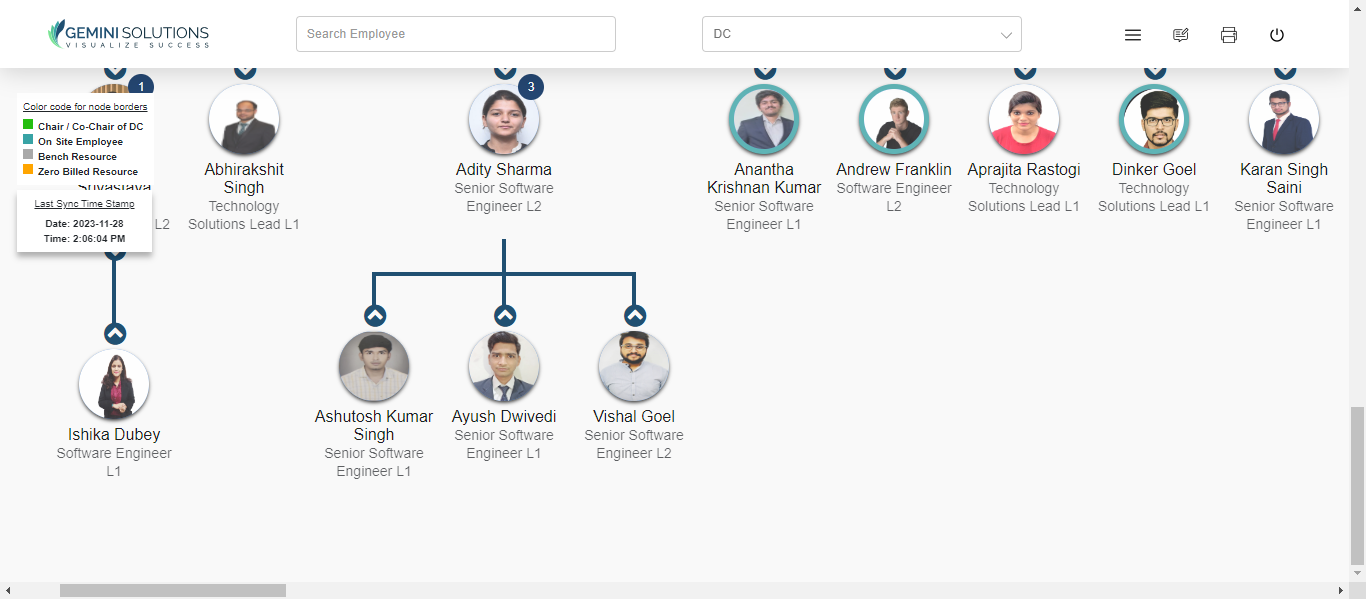 GEMINI SOLUTIONS
VISUALIZE SUCCESS
Search Employee
DC
1
3
Color code for node borders
Chair / Co-Chair of DC
On Site Employee
Bench Resource
Zero Billed Resource
Srivastava
L2
Last Sync Time Stamp
Date: 2023-11-28
Time: 2:06:04 PM
Abhirakshit
Singh
Technology
Solutions Lead L1
Adity Sharma
Senior Software
Engineer L2
Anantha
Krishnan Kumar
Senior Software
Engineer L1
Andrew Franklin
Software Engineer
L2
Aprajita Rastogi
Technology
Solutions Lead L1
Dinker Goel
Technology
Solutions Lead L1
Karan Singh
Saini
Senior Software
Engineer L1
Ishika Dubey
Software Engineer
L1
Ashutosh Kumar
Singh
Senior Software
Engineer L1
Ayush Dwivedi
Senior Software
Engineer L1
Vishal Goel
Senior Software
Engineer L2